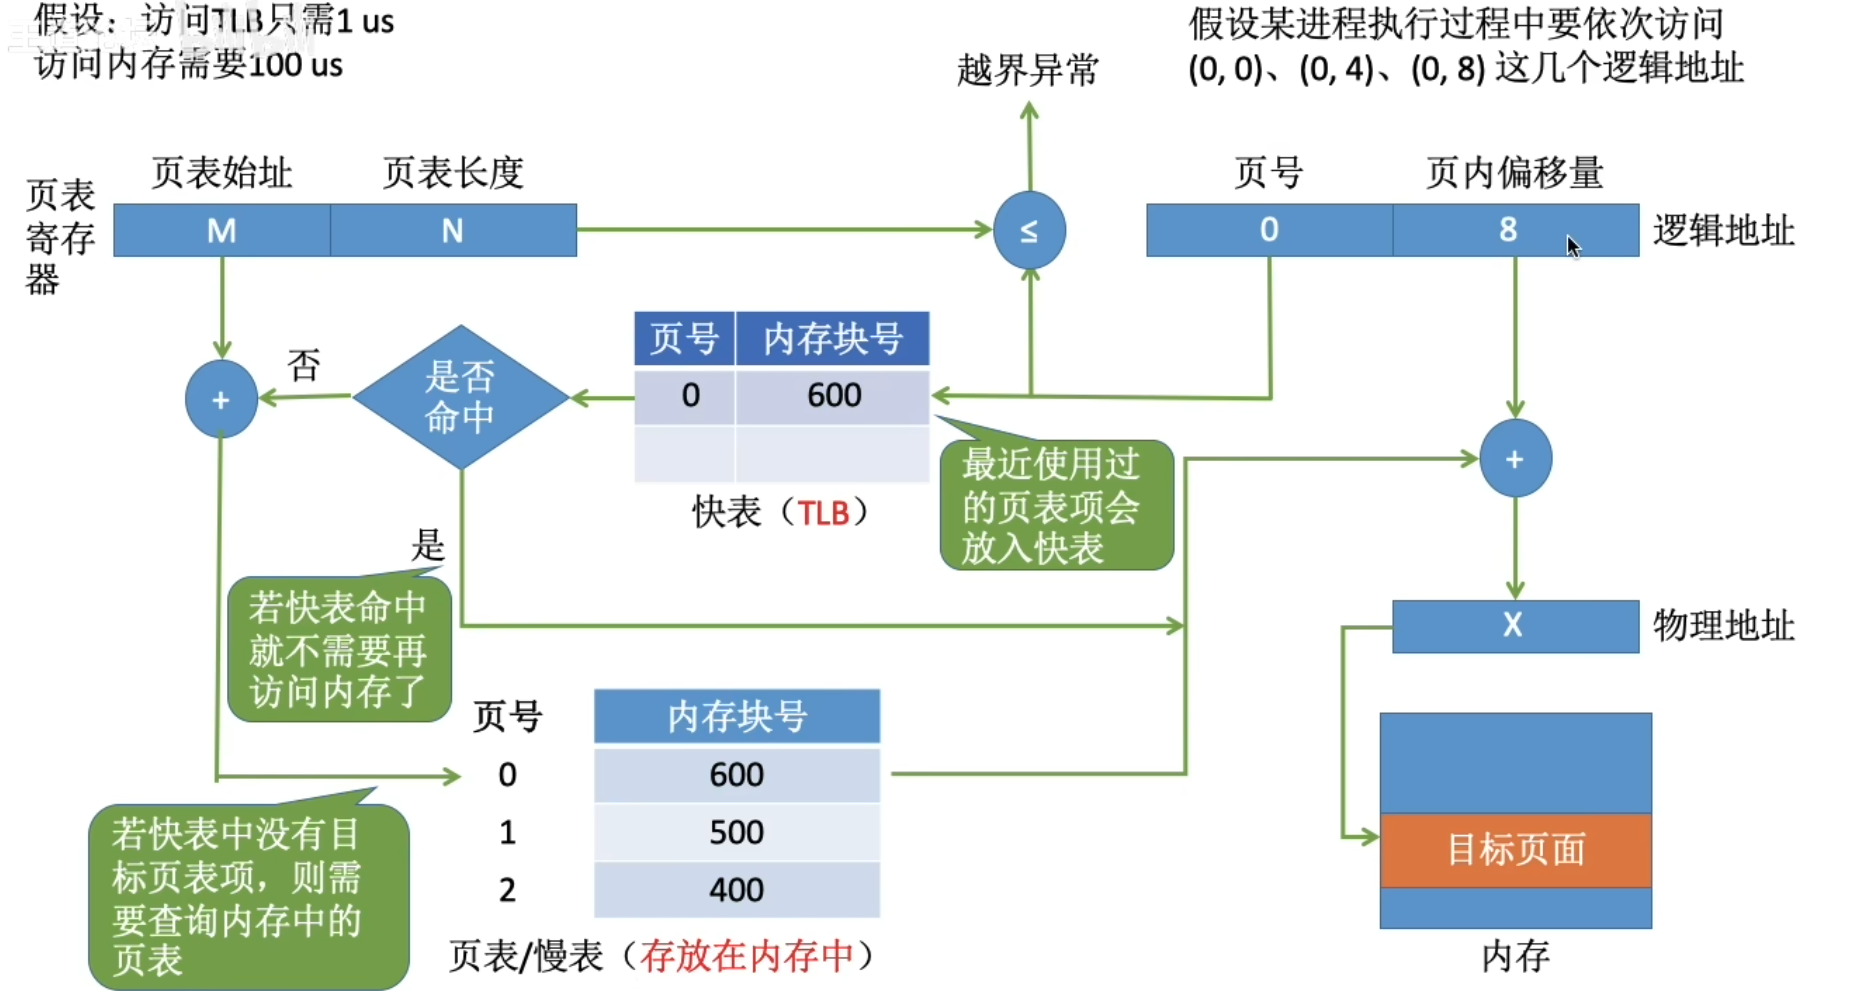 假设：访问TLB只需1 us
访问内存需要100 us
假设某进程执行过程中要依次访问
(0, 0)、(0, 4)、(0, 8) 这几个逻辑地址
越界异常
页表始址
页表长度
页号
页内偏移量
页表
寄存
器
M
N
≤
0
8
逻辑地址
页号
内存块号
0
600
快表（TLB）
是否
命中
否
+
是
最近使用过
的页表项会
放入快表
+
若快表命中
就不需要再
访问内存了
X
物理地址
页号
内存块号
0
600
1
500
2
400
页表/慢表（存放在内存中）
若快表中没有目
标页表项，则需
要查询内存中的
页表
目标页面
内存